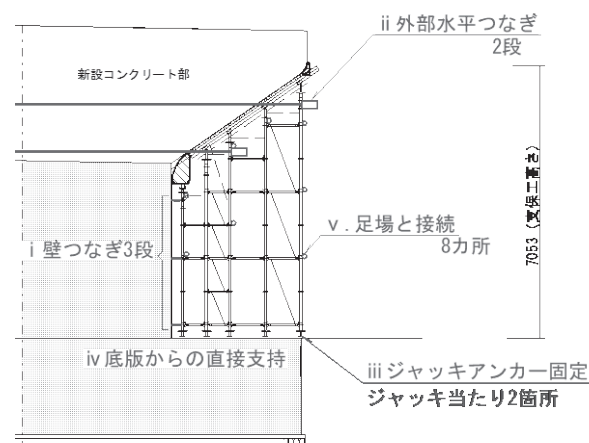 ii 外部水平つなぎ
2段
新設コンクリート部
7053 (支保工高さ)
v . 足場と接続
8カ所
i 壁つなぎ3段
iv 底版からの直接支持
iii ジャッキアンカー固定
ジャッキ当たり2箇所